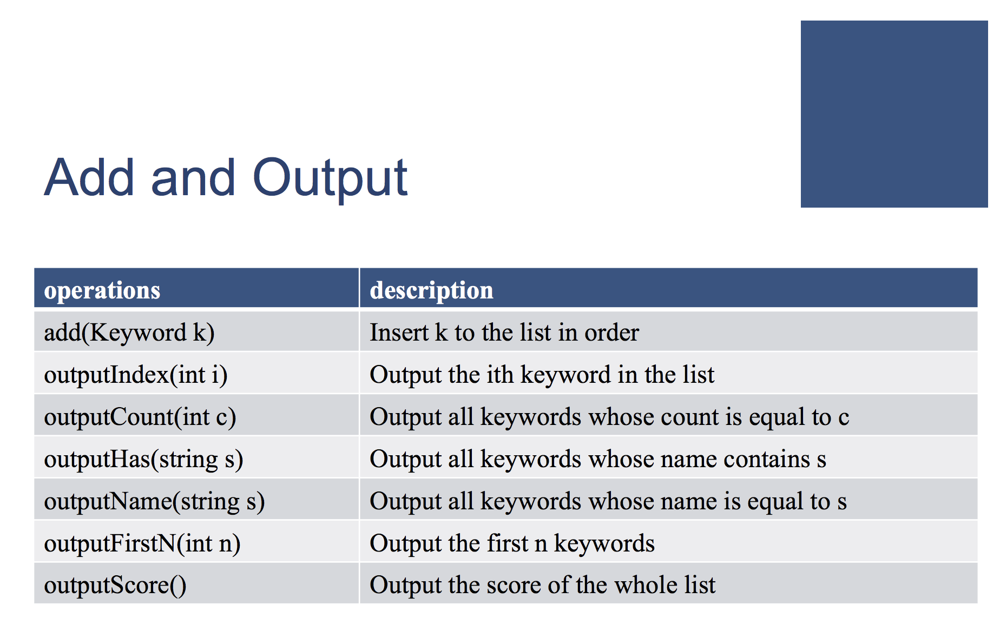 Add and Output
operations description
add(Keyword k) Insert k to the list in order
outputIndex(int i) Output the ith keyword in the list
outputCount(int c) Output all keywords whose count is equal to c
outputHas(string s) Output all keywords whose name contains s
outputName(string s) Output all keywords whose name is equal to s
outputFirstN(int n) Output the first n keywords
outputScore() Output the score of the whole list